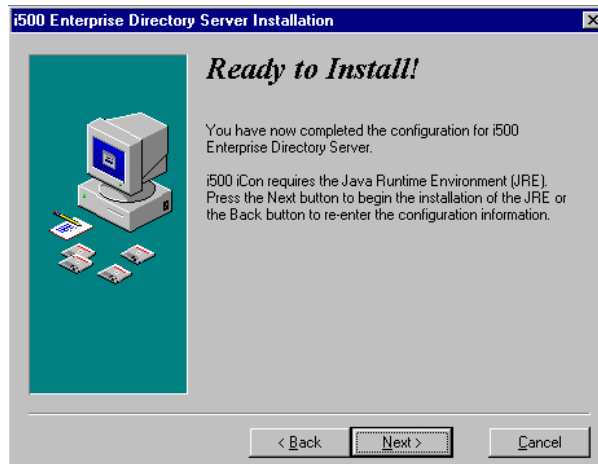 i500 Enterprise Directory Server Installation
Ready to Install!
You have now completed the configuration for i500
Enterprise Directory Server.
i500 iCon requires the Java Runtime Environment (JRE).
Press the Next button to begin the installation of the JRE or
the Back button to re-enter the configuration information.
< Back
Next >
Cancel